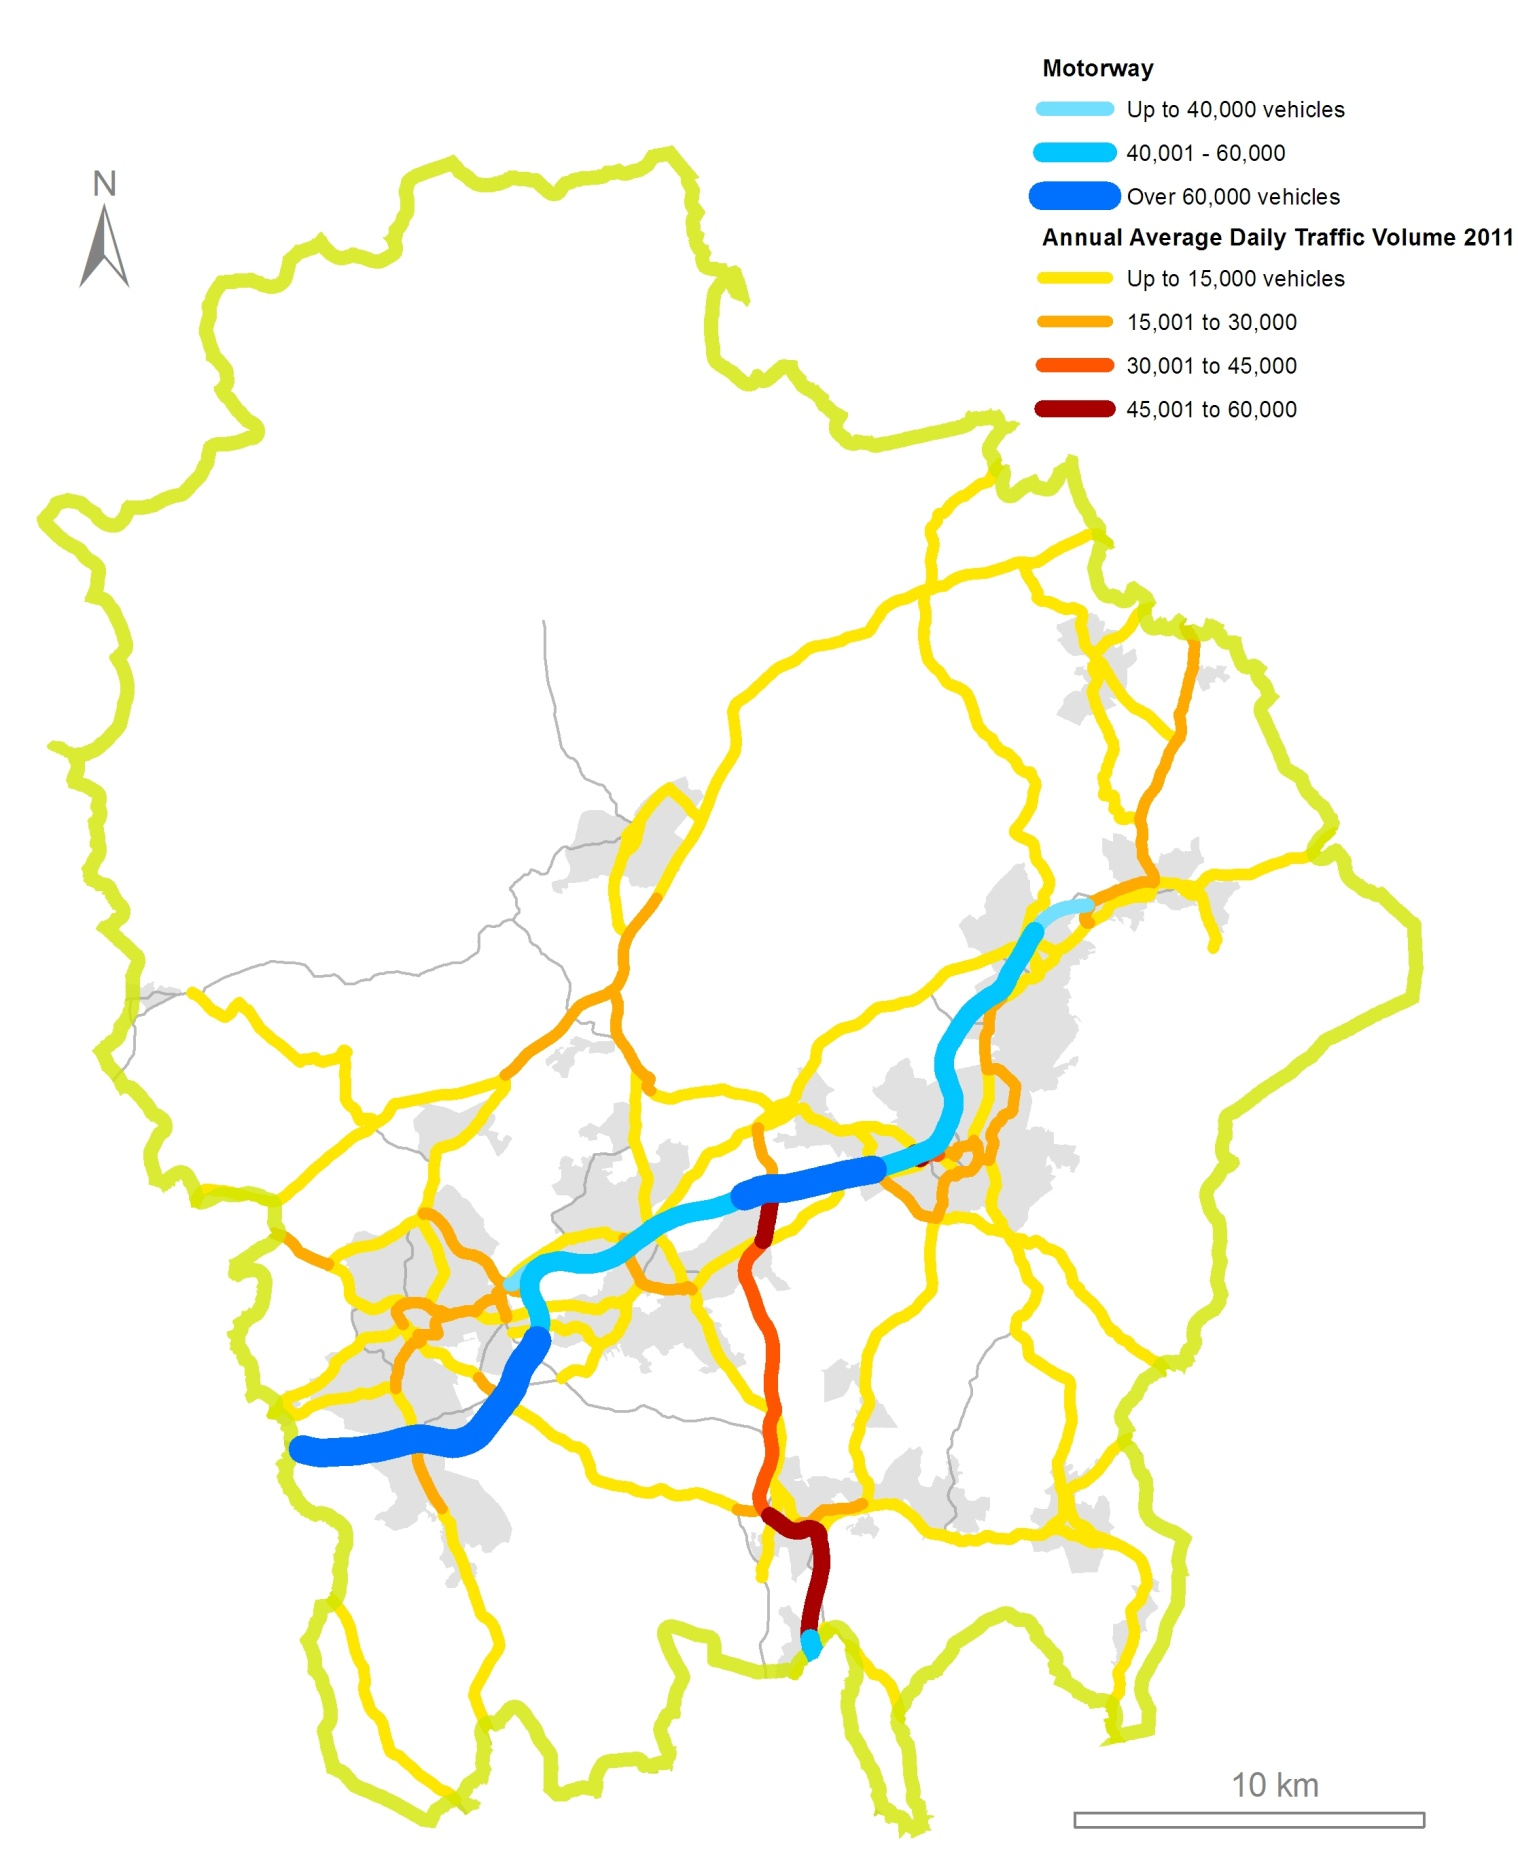 N
Motorway
Up to 40,000 vehicles
40,001 - 60,000
Over 60,000 vehicles
Annual Average Daily Traffic Volume 2011
Up to 15,000 vehicles
15,001 to 30,000
30,001 to 45,000
45,001 to 60,000
10 km